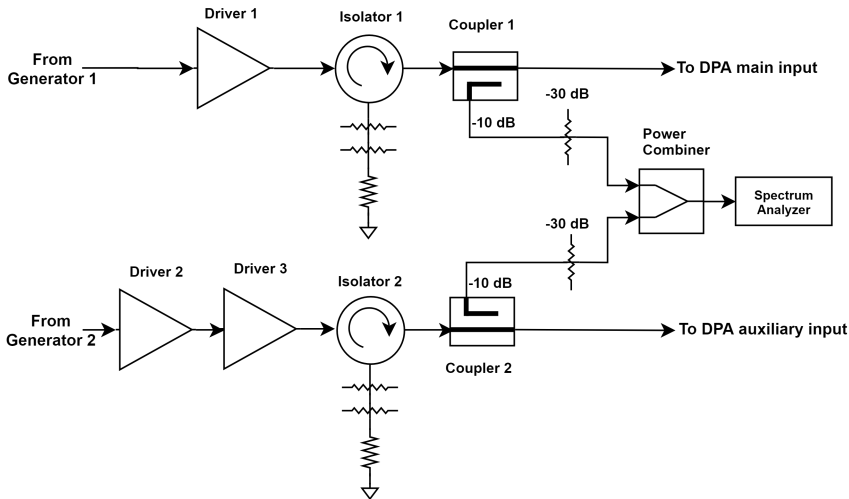 Driver 1
Isolator 1
Coupler 1
From
Generator 1
To DPA main input
-30 dB
-10 dB
Power
Combiner
Spectrum
Analyzer
-30 dB
Driver 2
Driver 3
Isolator 2
-10 dB
From
Generator 2
To DPA auxiliary input
Coupler 2